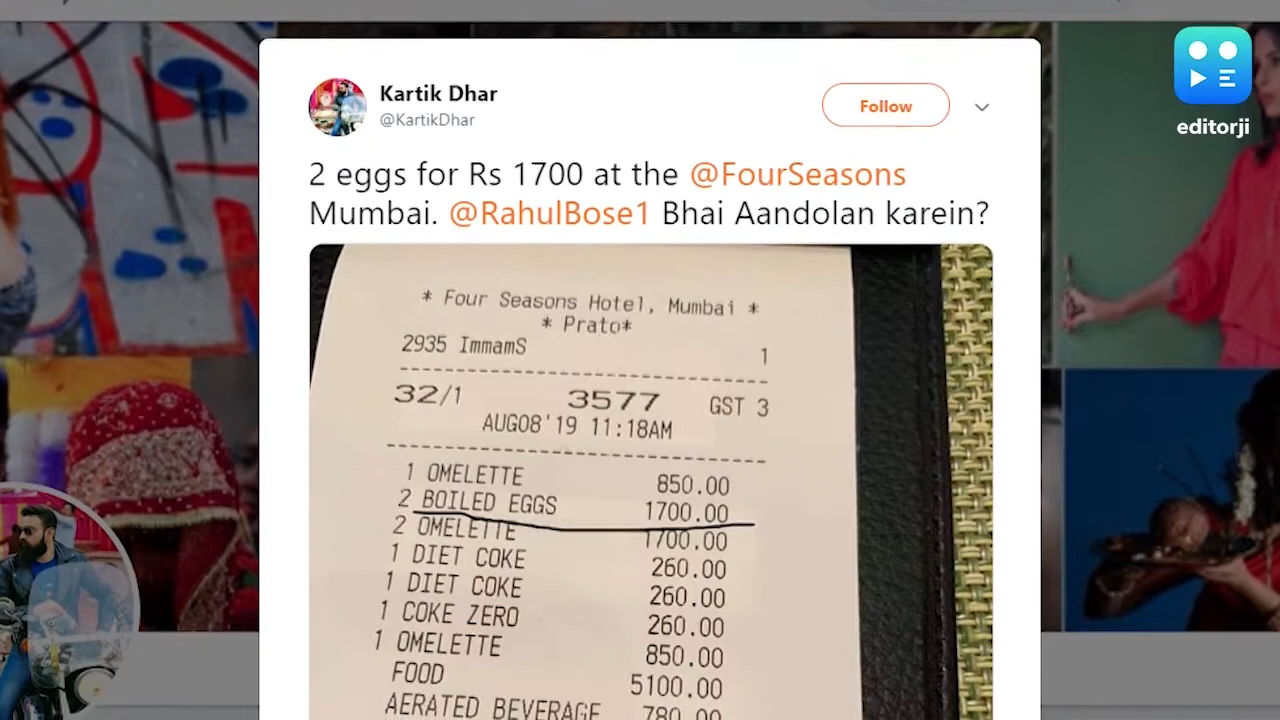 editorji
Kartik Dhar
@KartikDhar
Follow
2 eggs for Rs 1700 at the @FourSeasons
Mumbai. @RahulBose1 Bhai Aandolan karein?
* Four Seasons Hotel, Mumbai *
* Prato*
2935 ImmamS 1
32/1 3577 GST 3
AUG08'19 11:18AM
1 OMELETTE 850.00
2 BOILED EGGS 1700.00
2 OMELETTE 1700.00
1 DIET COKE 260.00
1 DIET COKE 260.00
1 COKE ZERO 260.00
1 OMELETTE 850.00
FOOD 5100.00
AERATED BEVERAGE 780.00